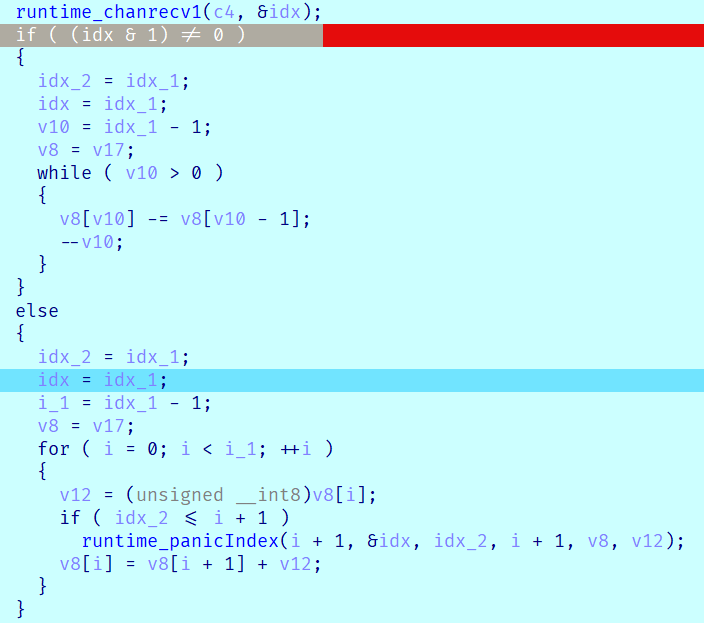 runtime_chanrecv1(c4, &idx);
if ( (idx & 1) ≠ 0 )
{
idx_2 = idx_1;
idx = idx_1;
v10 = idx_1 - 1;
v8 = v17;
while ( v10 > 0 )
{
v8[v10] -= v8[v10 - 1];
--v10;
}
}
else
{
idx_2 = idx_1;
idx = idx_1;
i_1 = idx_1 - 1;
v8 = v17;
for ( i = 0; i < i_1; ++i )
{
v12 = (unsigned __int8)v8[i];
if ( idx_2 ⩽ i + 1 )
runtime_panicIndex(i + 1, &idx, idx_2, i + 1, v8, v12);
v8[i] = v8[i + 1] + v12;
}
}